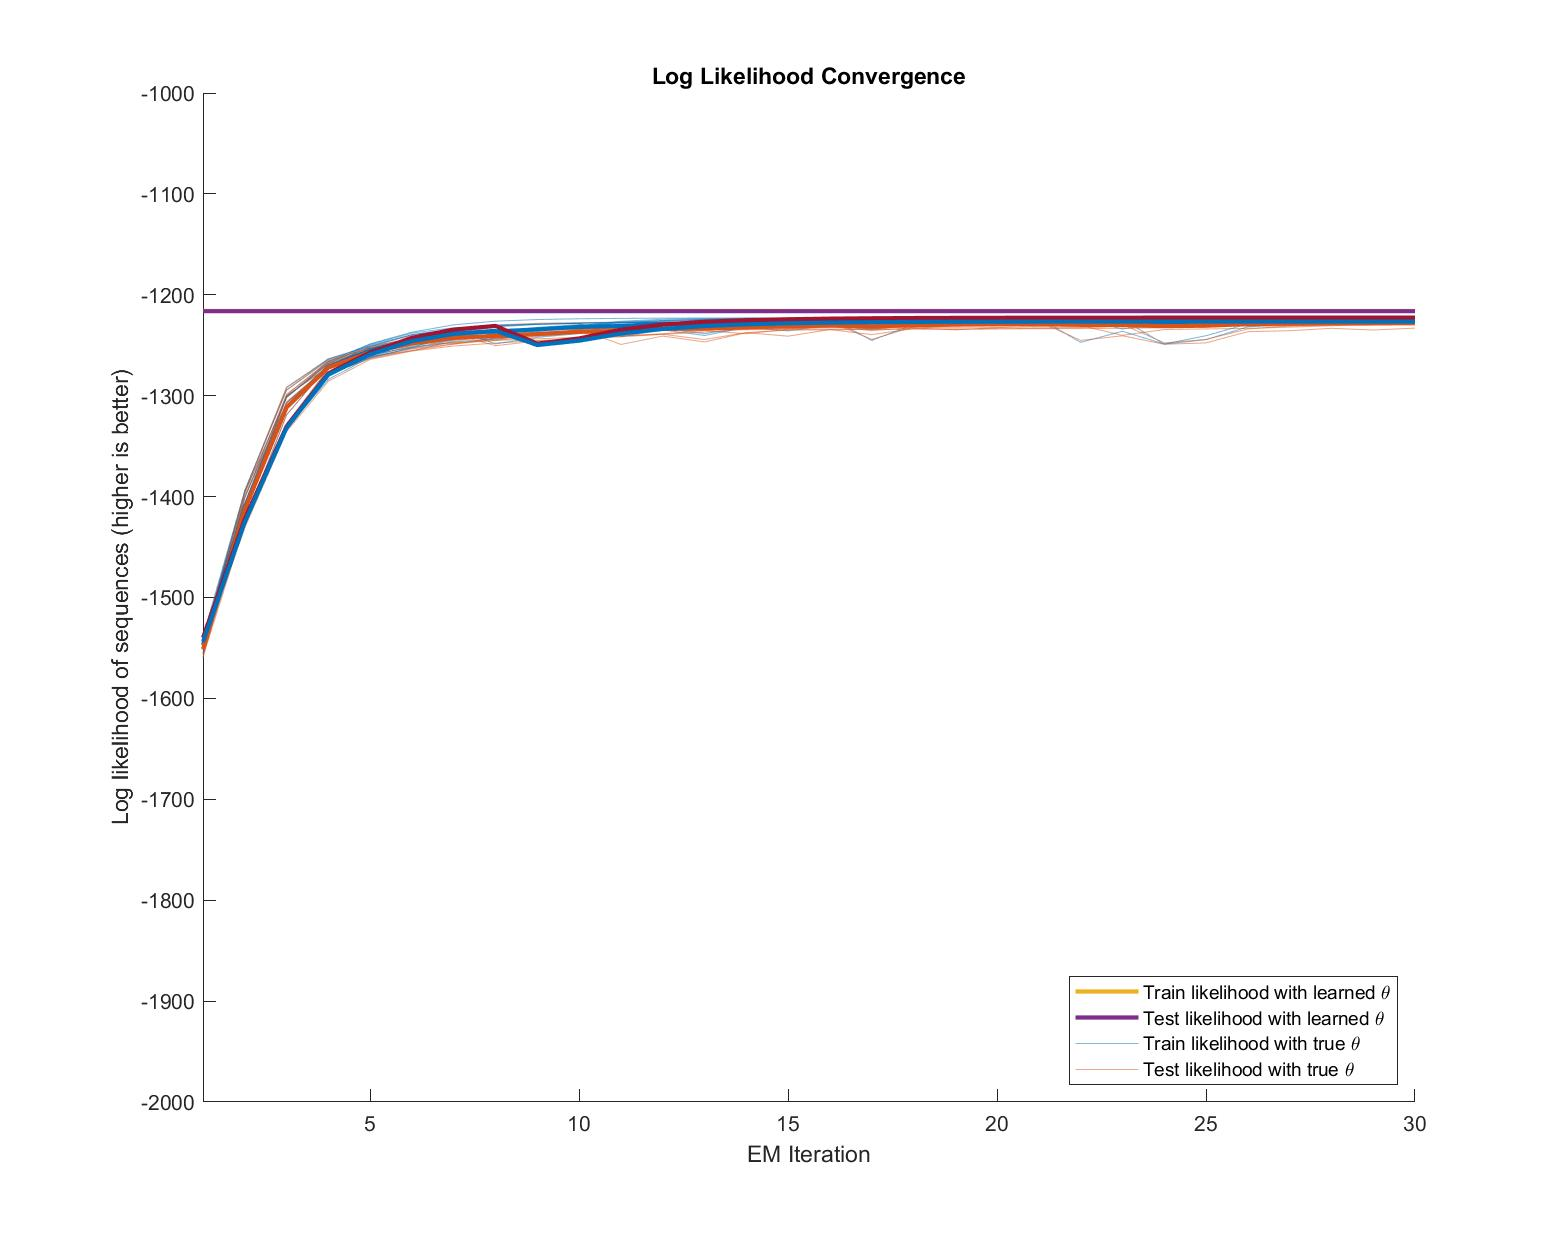 Log Likelihood Convergence
-1000
-1100
-1200
-1300
-1400
-1500
-1600
-1700
-1800
-1900
-2000
Log likelihood of sequences (higher is better)
5
10
15
20
25
30
EM Iteration
Train likelihood with learned θ
Test likelihood with learned θ
Train likelihood with true θ
Test likelihood with true θ